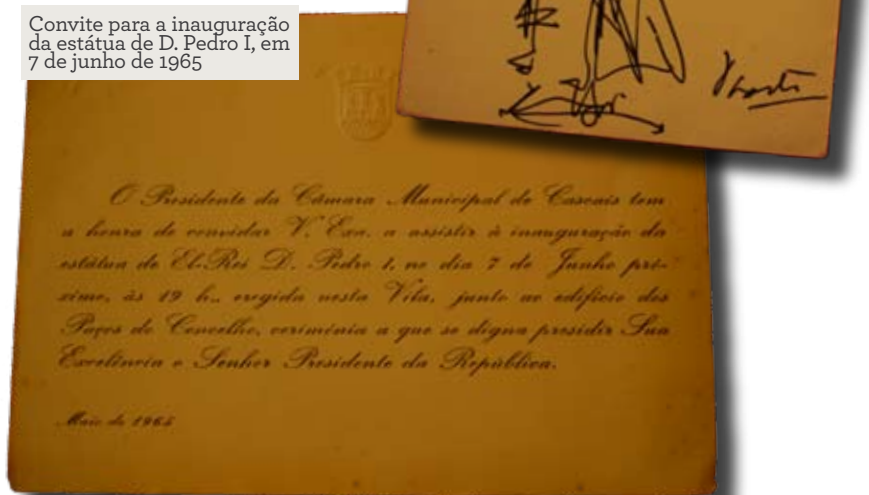 Convite para a inauguração
da estátua de D. Pedro I, em
7 de junho de 1965
O Presidente da Câmara Municipal de Cascais tem
a honra de convidar V. Exa. a assistir à inauguração da
estátua de El-Rei D. Pedro I, no dia 7 de Junho pró-
ximo, às 19 h., erigida nesta Vila, junto ao edifício dos
Paços do Concelho, cerimónia a que se digna presidir Sua
Excelência o Senhor Presidente da República.
Maio de 1965